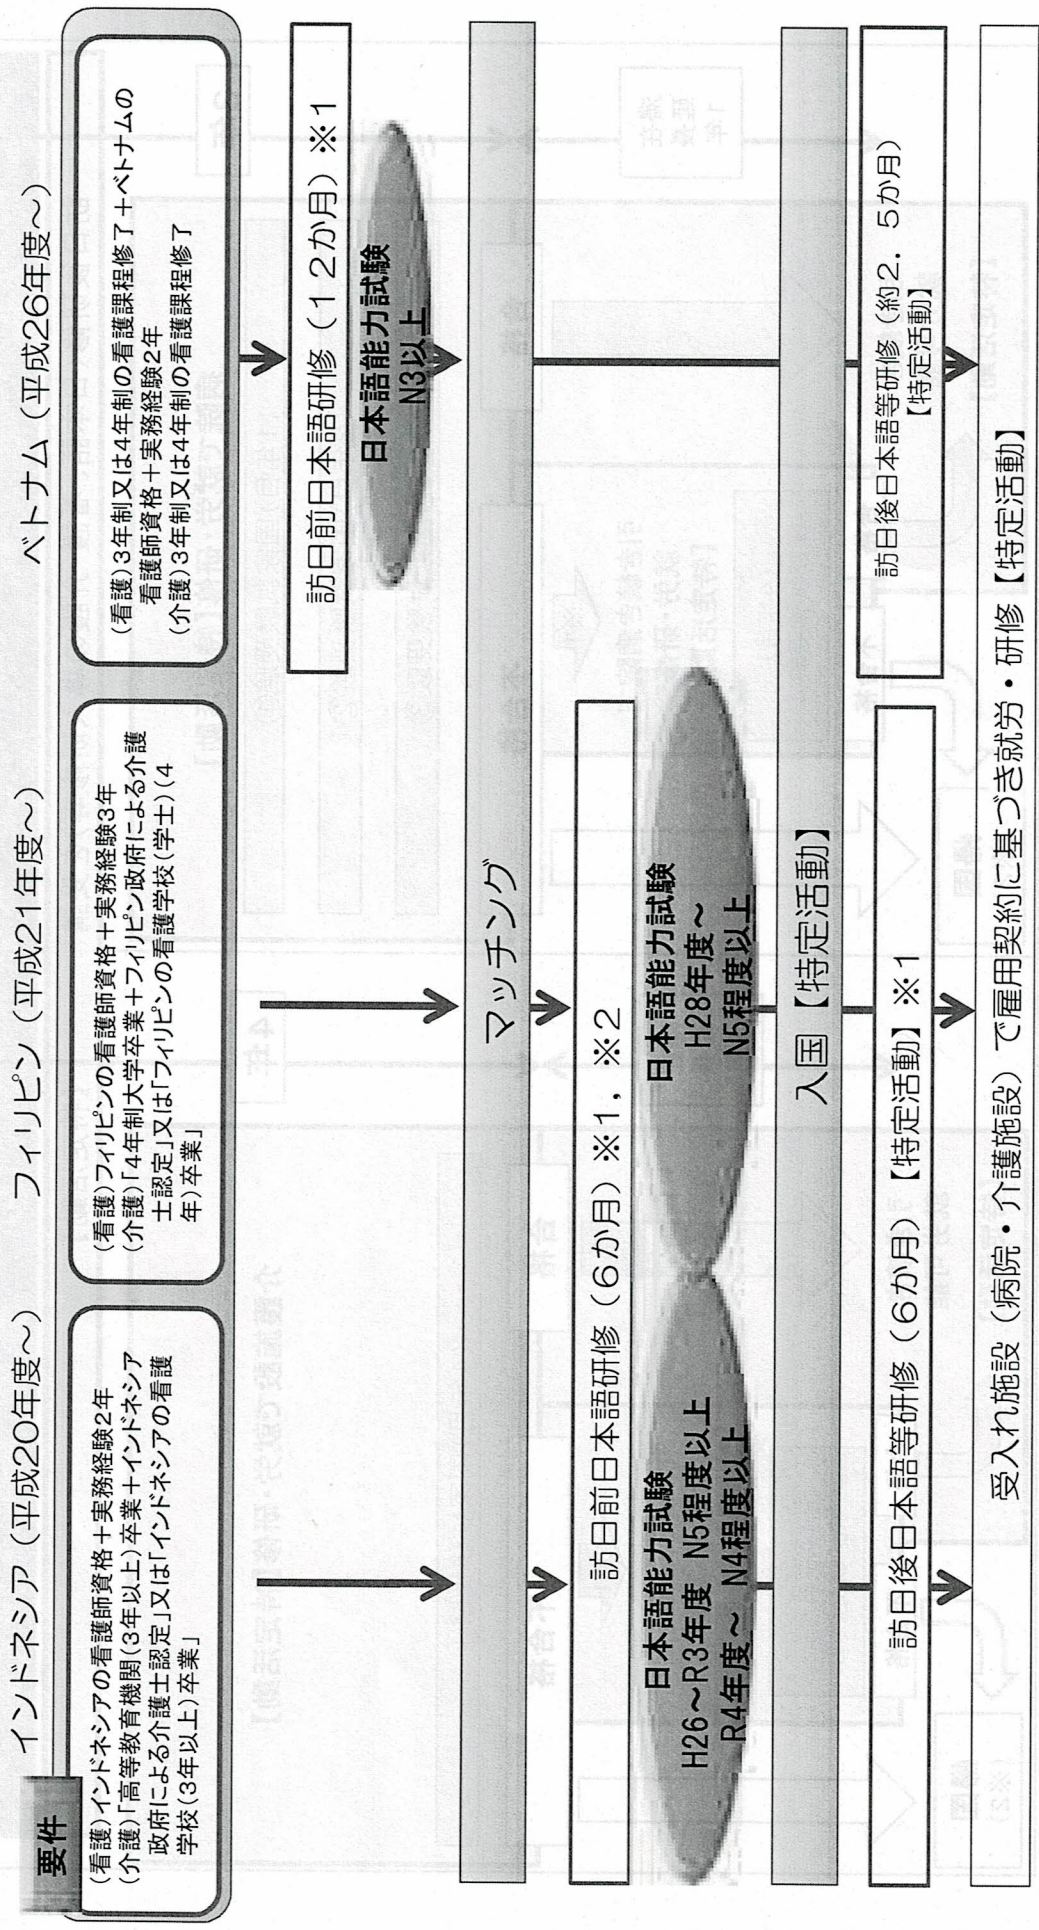 インドネシア（平成20年度～）
フィリピン（平成21年度～）
ベトナム（平成26年度～）
要件
（看護）インドネシアの看護師資格＋実務経験2年
（介護）「高等教育機関（3年以上）卒業＋インドネシア
政府による介護士認定」又は「インドネシアの看護
学校（3年以上）卒業」
（看護）フィリピンの看護師資格＋実務経験3年
（介護）「4年制大学卒業＋フィリピン政府による介護
士認定」又は「フィリピンの看護学校（学士）（4
年）卒業」
（看護）3年制又は4年制の看護課程修了＋ベトナムの
看護師資格＋実務経験2年
（介護）3年制又は4年制の看護課程修了
訪日前日本語研修（１２か月）※１
日本語能力試験
N3以上
マッチング
訪日前日本語研修（６か月）※１，※２
日本語能力試験
H26～R3年度 N5程度以上
R4年度～ N4程度以上
日本語能力試験
H28年度～
N5程度以上
入国【特定活動】
訪日後日本語等研修（６か月）【特定活動】※１
訪日後日本語等研修（約２．５か月）
【特定活動】
受入れ施設（病院・介護施設）で雇用契約に基づき就労・研修【特定活動】